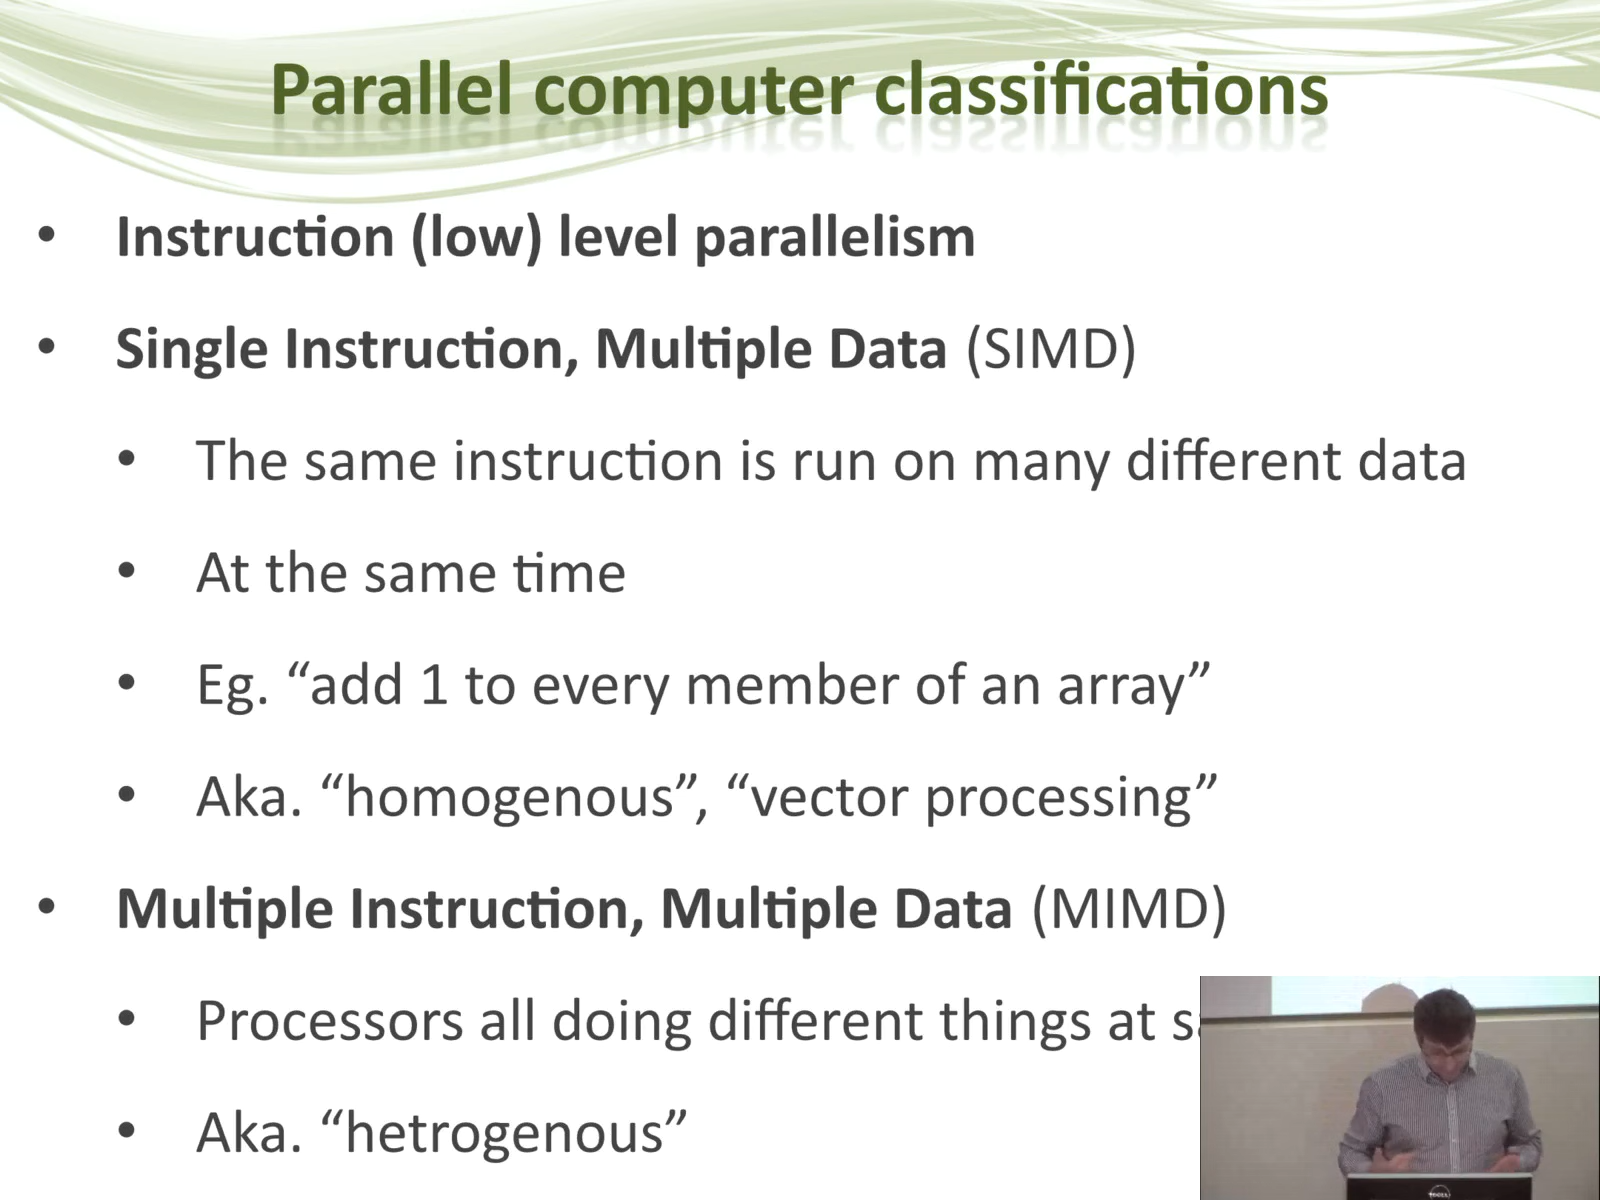 Parallel computer classifications
• Instruction (low) level parallelism
• Single Instruction, Multiple Data (SIMD)
• The same instruction is run on many different data
• At the same time
• Eg. “add 1 to every member of an array”
• Aka. “homogenous”, “vector processing”
• Multiple Instruction, Multiple Data (MIMD)
• Processors all doing different things at
• Aka. “hetrogenous”
DELL